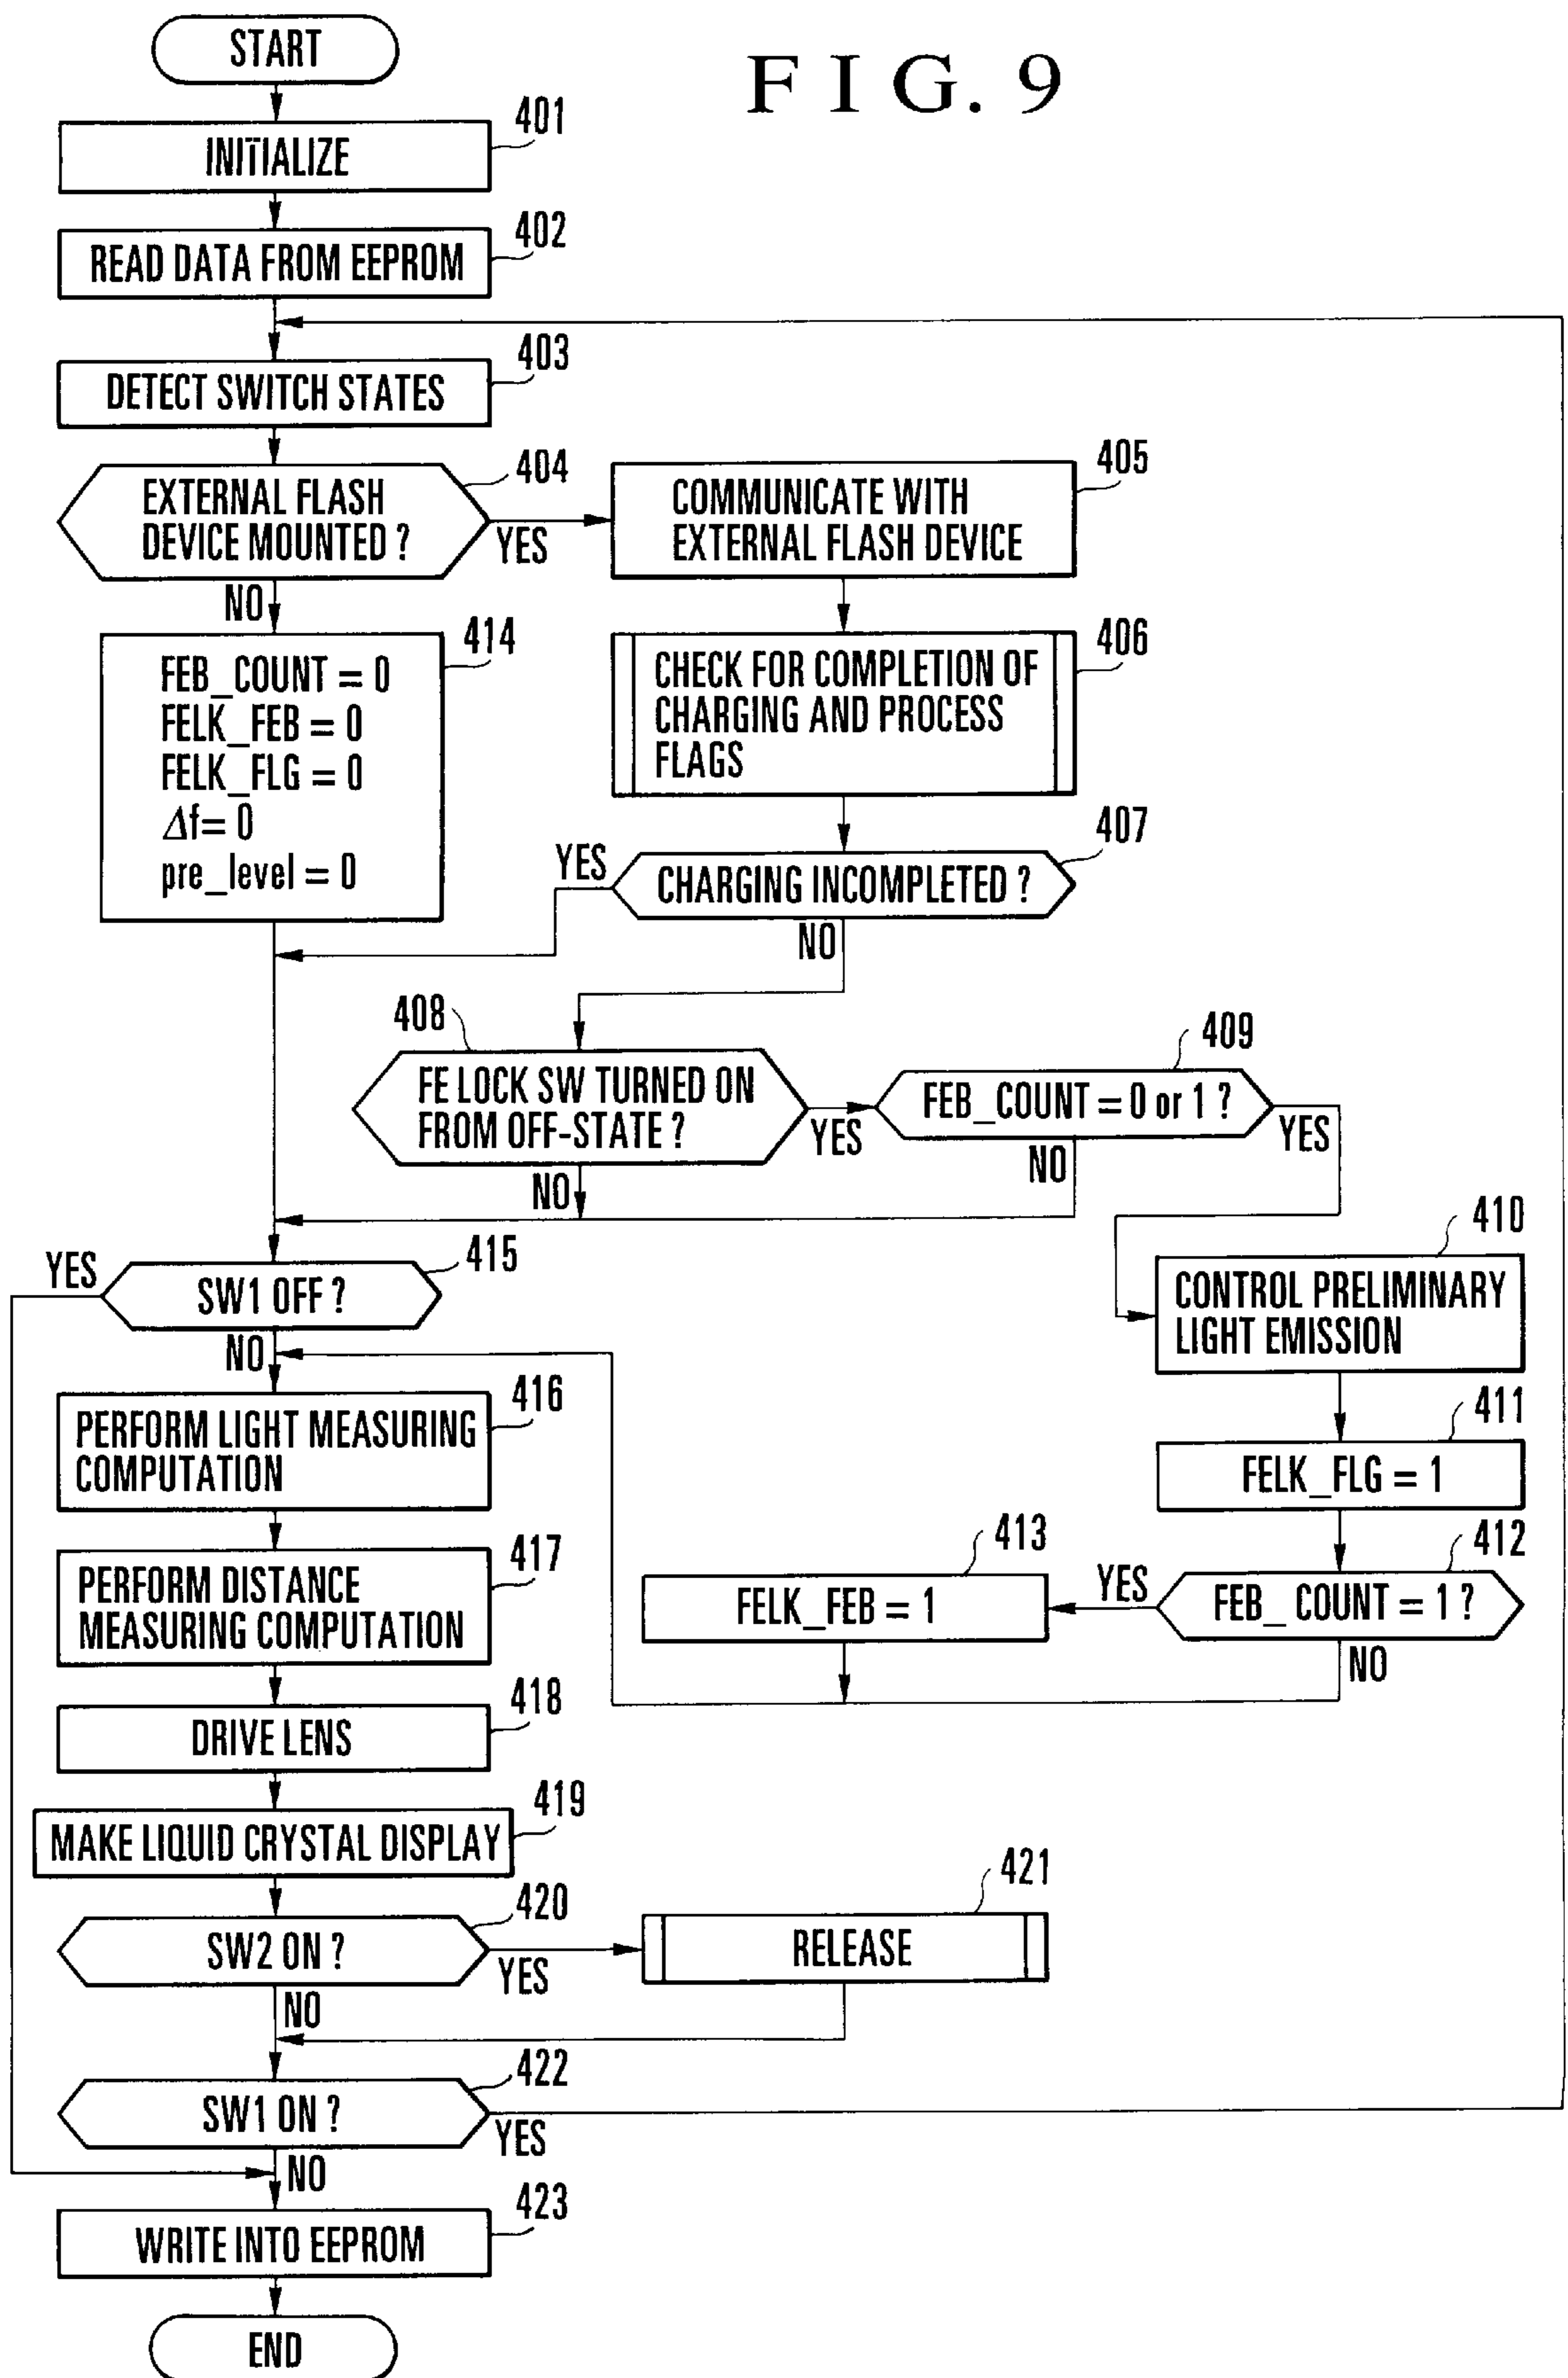 START
FIG. 9
401
INITIALIZE
402
READ DATA FROM EEPROM
403
DETECT SWITCH STATES
404
EXTERNAL FLASH
DEVICE MOUNTED ?
YES
NO
405
COMMUNICATE WITH
EXTERNAL FLASH DEVICE
414
FEB_COUNT = 0
FELK_FEB = 0
FELK_FLG = 0
Δf= 0
pre_level = 0
406
CHECK FOR COMPLETION OF
CHARGING AND PROCESS
FLAGS
407
YES
CHARGING INCOMPLETED ?
NO
408
FE LOCK SW TURNED ON
FROM OFF-STATE ?
YES
NO
409
FEB_COUNT = 0 or 1 ?
YES
NO
410
CONTROL PRELIMINARY
LIGHT EMISSION
415
YES
SW1 OFF ?
NO
411
FELK_FLG = 1
416
PERFORM LIGHT MEASURING
COMPUTATION
412
FEB_ COUNT = 1 ?
YES
NO
413
FELK_FEB = 1
417
PERFORM DISTANCE
MEASURING COMPUTATION
418
DRIVE LENS
419
MAKE LIQUID CRYSTAL DISPLAY
420
SW2 ON ?
YES
NO
421
RELEASE
422
SW1 ON ?
YES
NO
423
WRITE INTO EEPROM
END